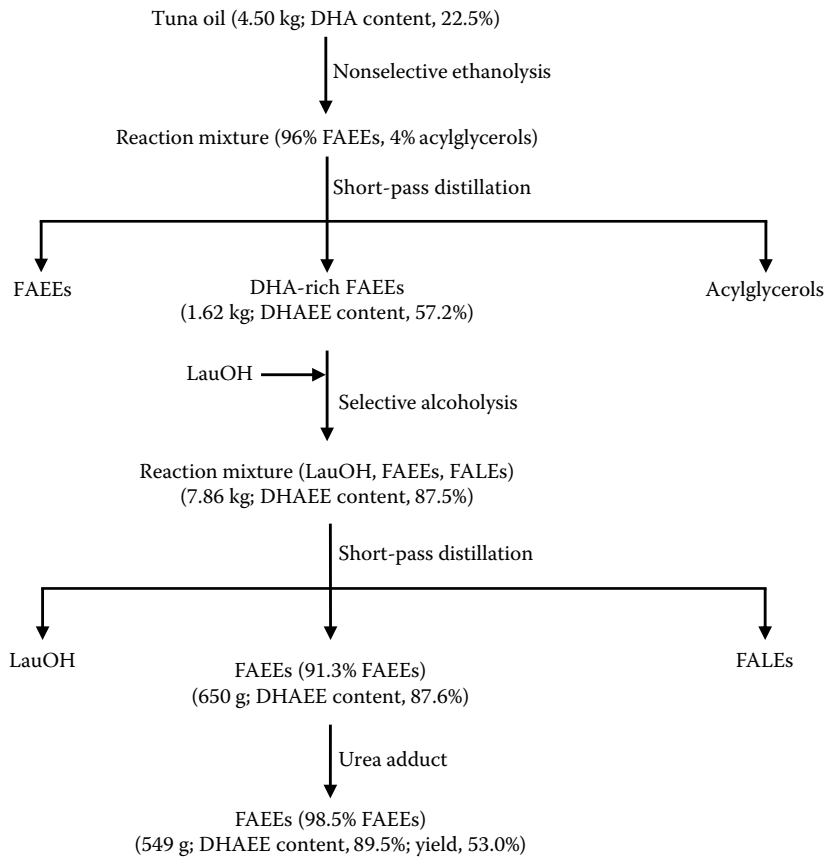 Tuna oil (4.50 kg; DHA content, 22.5%)
Nonselective ethanolysis
Reaction mixture (96% FAEEs, 4% acylglycerols)
Short-pass distillation
FAEEs
DHA-rich FAEEs
(1.62 kg; DHAEE content, 57.2%)
Acylglycerols
LauOH
Selective alcoholysis
Reaction mixture (LauOH, FAEEs, FALEs)
(7.86 kg; DHAEE content, 87.5%)
Short-pass distillation
LauOH
FAEEs (91.3% FAEEs)
(650 g; DHAEE content, 87.6%)
FALEs
Urea adduct
FAEEs (98.5% FAEEs)
(549 g; DHAEE content, 89.5%; yield, 53.0%)